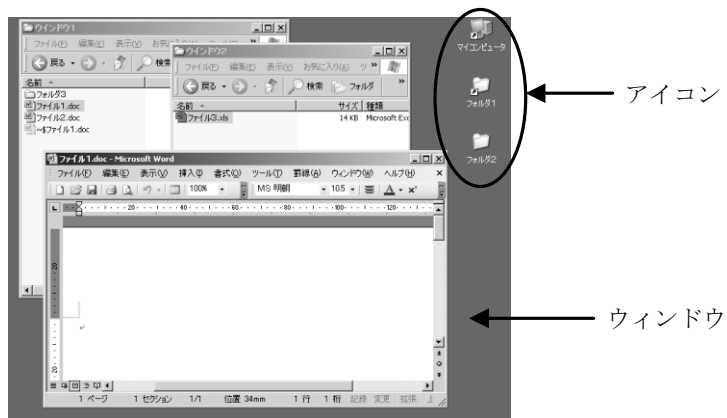 ウインドウ1
ファイル(F) 編集(E) 表示(V) お気に
戻る 検索
名前
フォルダ3
ファイル1.doc
ファイル2.doc
~$ファイル1.doc
ウインドウ2
ファイル(F) 編集(E) 表示(V) お気に入り(A) ツ »
戻る 検索 フォルダ »
名前 サイズ 種類
ファイル3.xls 14 KB Microsoft Exc
マイコンピュータ
フォルダ1
フォルダ2
アイコン
ファイル1.doc - Microsoft Word
ファイル(F) 編集(E) 表示(V) 挿入(I) 書式(O) ツール(T) 罫線(A) ウィンドウ(W) ヘルプ(H) ×
100% MS 明朝 10.5 A
20 40 60 80 100 120
20
20
ウィンドウ
1 ページ 1 セクション 1/1 位置 34mm 1 行 1 桁 記録 変更 拡張 上